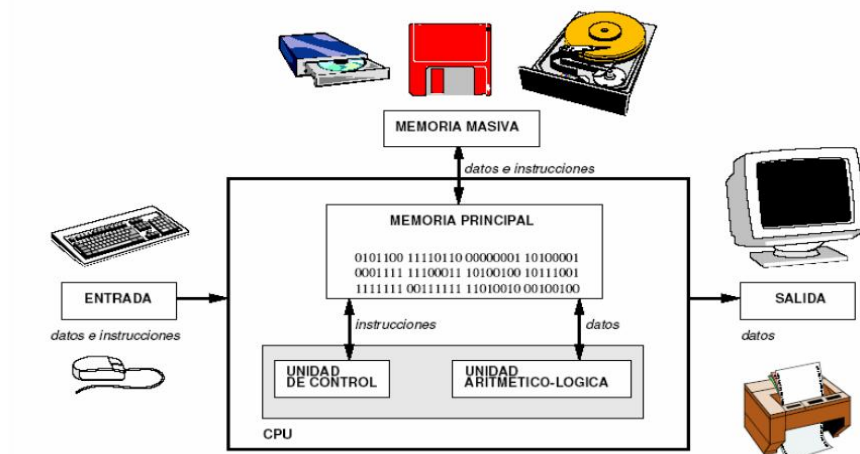 MEMORIA MASIVA
datos e instrucciones
MEMORIA PRINCIPAL
0101100 11110110 00000001 10100001
0001111 11100011 10100100 10111001
1111111 00111111 11010010 00100100
ENTRADA
datos e instrucciones
SALIDA
datos
instrucciones
datos
UNIDAD
DE CONTROL
UNIDAD
ARITMETICO-LOGICA
CPU